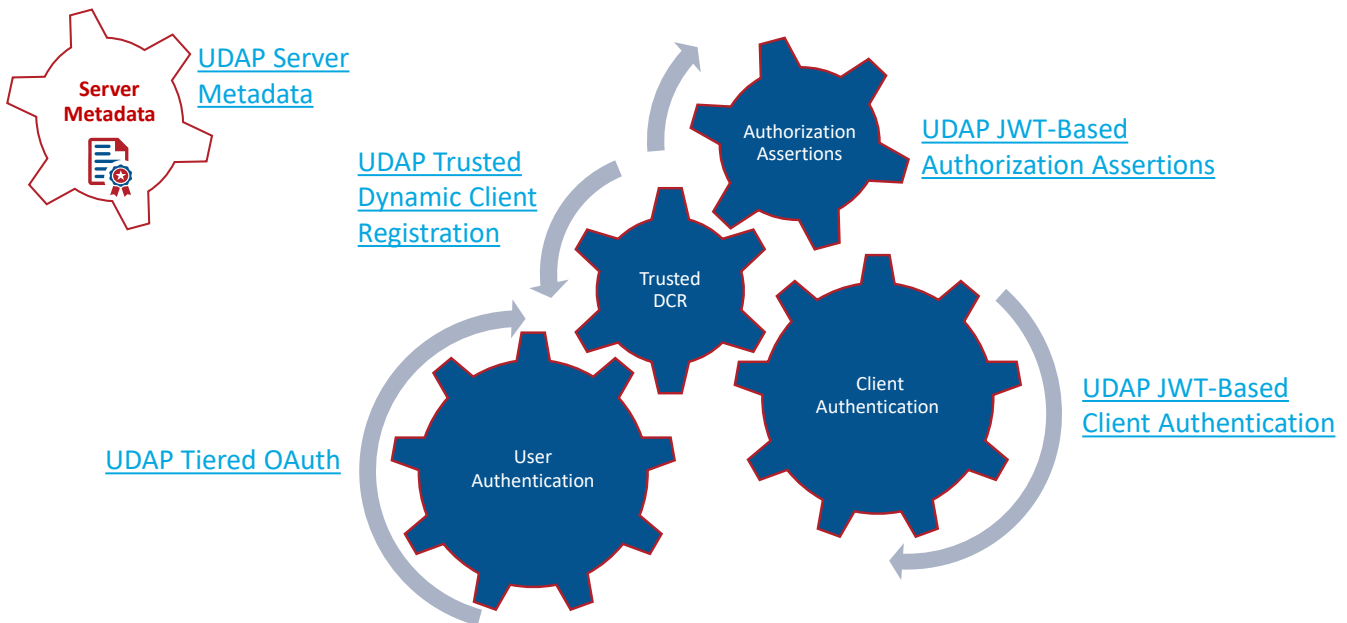 UDAP Server
Metadata
Server
Metadata
Authorization
Assertions
UDAP JWT-Based
Authorization Assertions
UDAP Trusted
Dynamic Client
Registration
Trusted
DCR
Client
Authentication
UDAP JWT-Based
Client Authentication
User
Authentication
UDAP Tiered OAuth